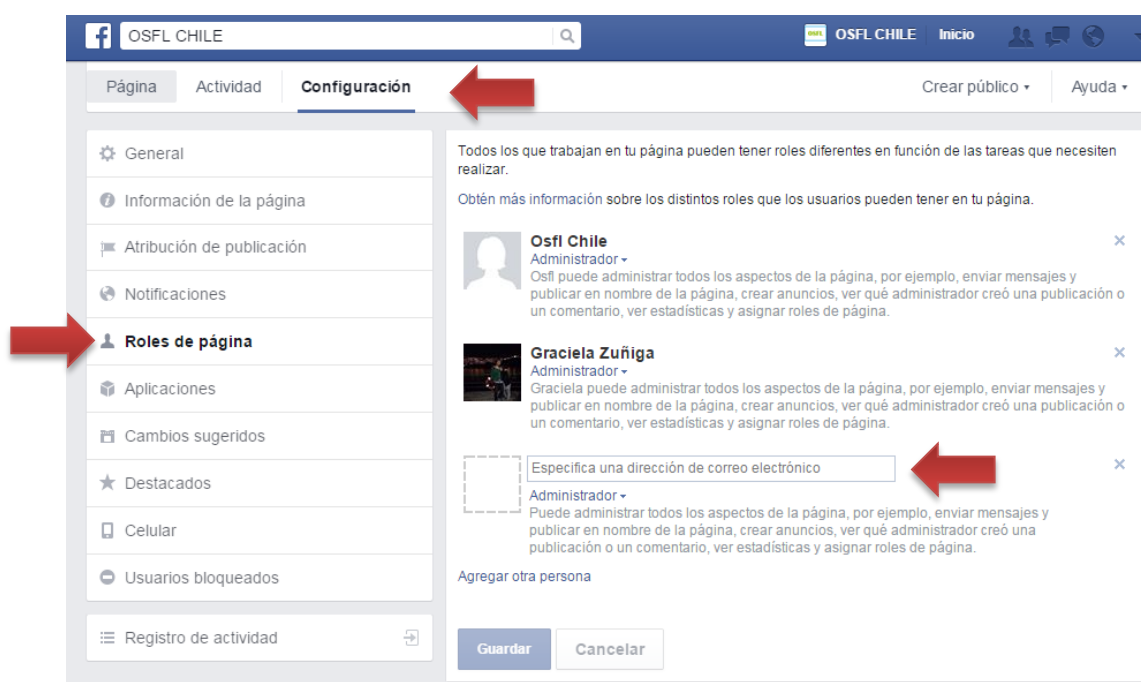 OSFL CHILE
OSFL CHILE Inicio
Página Actividad Configuración Crear público Ayuda
General
Información de la página
Atribución de publicación
Notificaciones
Roles de página
Aplicaciones
Cambios sugeridos
Destacados
Celular
Usuarios bloqueados
Registro de actividad
Todos los que trabajan en tu página pueden tener roles diferentes en función de las tareas que necesiten
realizar.
Obtén más información sobre los distintos roles que los usuarios pueden tener en tu página.
Osfl Chile
Administrador
Osfl puede administrar todos los aspectos de la página, por ejemplo, enviar mensajes y
publicar en nombre de la página, crear anuncios, ver qué administrador creó una publicación o
un comentario, ver estadísticas y asignar roles de página.
Graciela Zuñiga
Administrador
Graciela puede administrar todos los aspectos de la página, por ejemplo, enviar mensajes y
publicar en nombre de la página, crear anuncios, ver qué administrador creó una publicación o
un comentario, ver estadísticas y asignar roles de página.
Especifica una dirección de correo electrónico
Administrador
Puede administrar todos los aspectos de la página, por ejemplo, enviar mensajes y
publicar en nombre de la página, crear anuncios, ver qué administrador creó una
publicación o un comentario, ver estadísticas y asignar roles de página.
Agregar otra persona
Guardar Cancelar